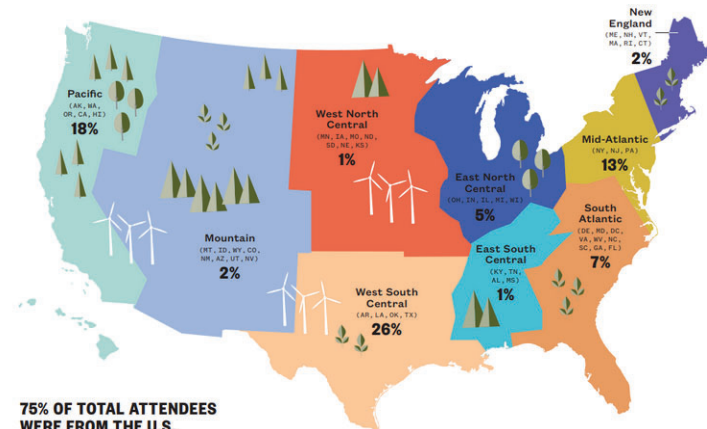 New
England
(ME, NH, VT,
MA, RI, CT)
2%
Pacific
(AK, WA,
OR, CA, HI)
18%
West North
Central
(MN, IA, MO, ND,
SD, NE, KS)
1%
Mid-Atlantic
(NY, NJ, PA)
13%
East North
Central
(OH, IN, IL, MI, WI)
5%
South
Atlantic
(DE, MD, DC,
VA, WV, NC,
SC, GA, FL)
7%
Mountain
(MT, ID, WY, CO,
NM, AZ, UT, NV)
2%
East South
Central
(KY, TN,
AL, MS)
1%
West South
Central
(AR, LA, OK, TX)
26%
75% OF TOTAL ATTENDEES
WERE FROM THE U.S.